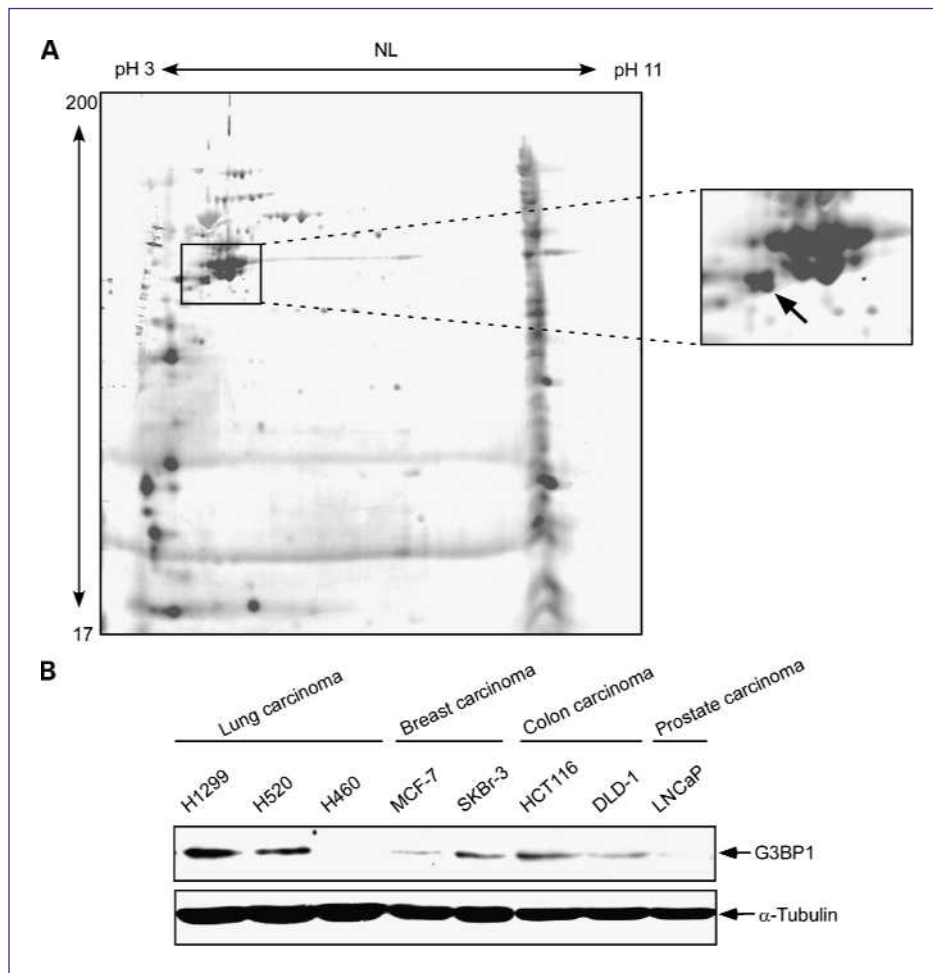 A
NL
pH 3
pH 11
200
17
B
Lung carcinoma
Breast carcinoma
Colon carcinoma
Prostate carcinoma
H1299
H520
H460
MCF-7
SKBr-3
HCT116
DLD-1
LNCaP
G3BP1
α-Tubulin